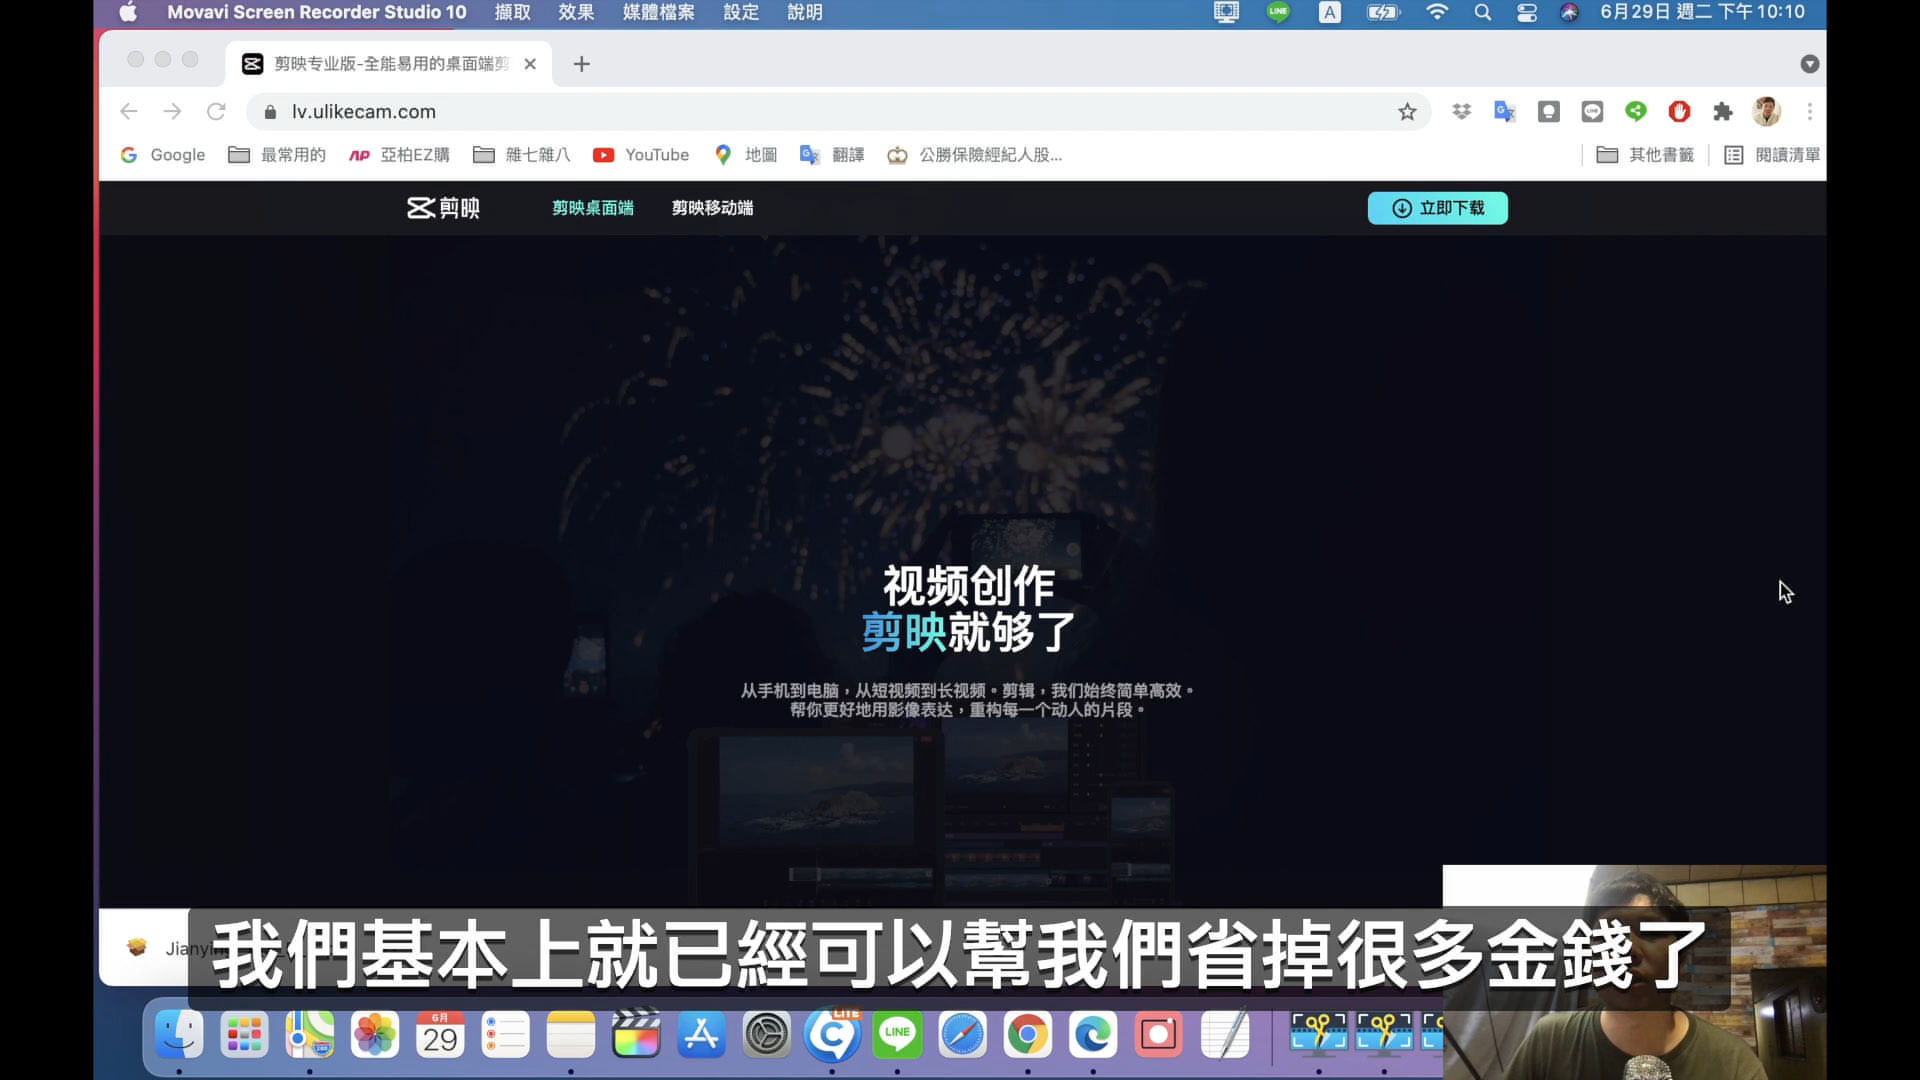 Movavi Screen Recorder Studio 10 擷取 效果 媒體檔案 設定 說明 LINE A 6月29日 週二 下午10:10
剪映专业版-全能易用的桌面端剪
lv.ulikecam.com
Google 最常用的 AP 亞柏EZ購 雜七雜八 YouTube 地圖 翻譯 公勝保險經紀人股... 其他書籤 閱讀清單
剪映 剪映桌面端 剪映移动端 立即下载
视频创作
剪映就够了
从手机到电脑，从短视频到长视频。剪辑，我们始终简单高效。
帮你更好地用影像表达，重构每一个动人的片段。
我們基本上就已經可以幫我們省掉很多金錢了
6月
29
LITE
LINE